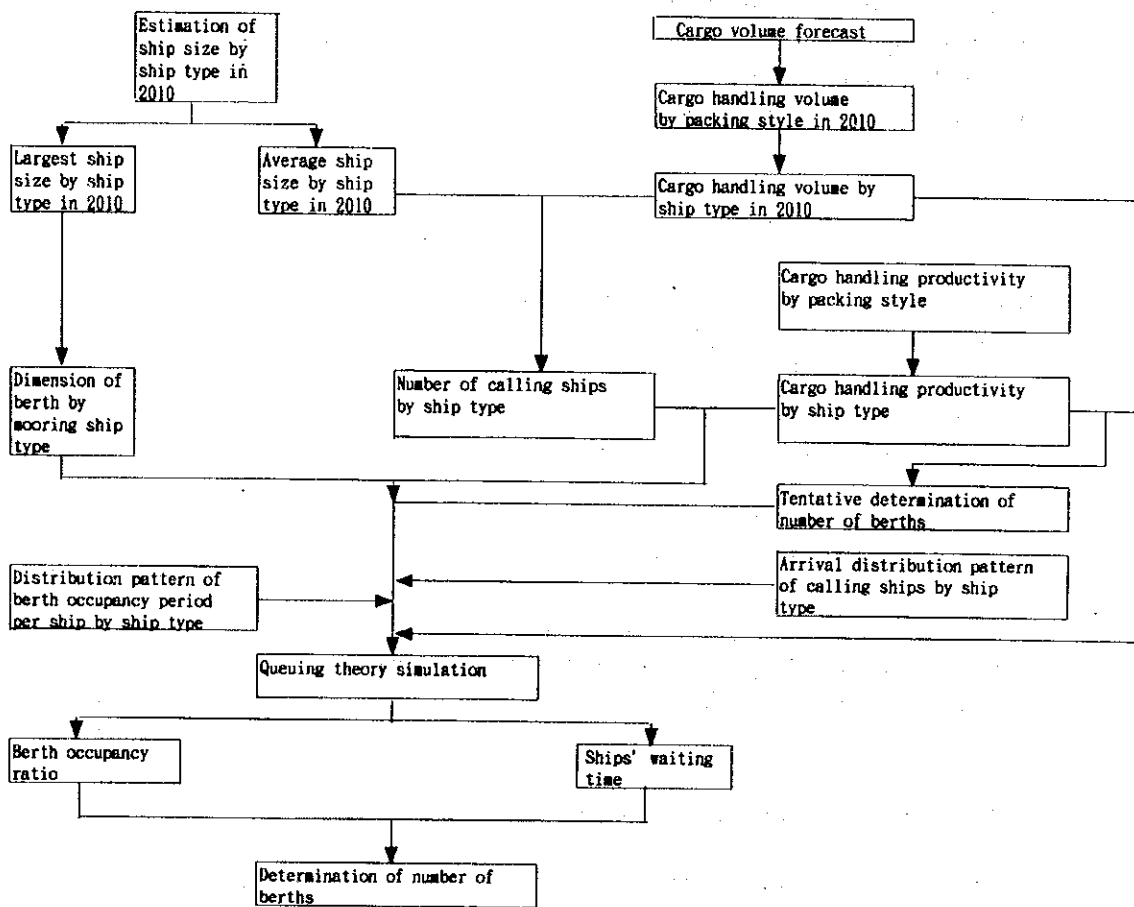 Estimation of
ship size by
ship type in
2010
Cargo volume forecast
Cargo handling volume
by packing style in 2010
Largest ship
size by ship
type in 2010
Average ship
size by ship
type in 2010
Cargo handling volume by
ship type in 2010
Cargo handling productivity
by packing style
Dimension of
berth by
mooring ship
type
Number of calling ships
by ship type
Cargo handling productivity
by ship type
Tentative determination of
number of berths
Distribution pattern of
berth occupancy period
per ship by ship type
Arrival distribution pattern
of calling ships by ship
type
Queuing theory simulation
Berth occupancy
ratio
Ships' waiting
time
Determination of number of
berths